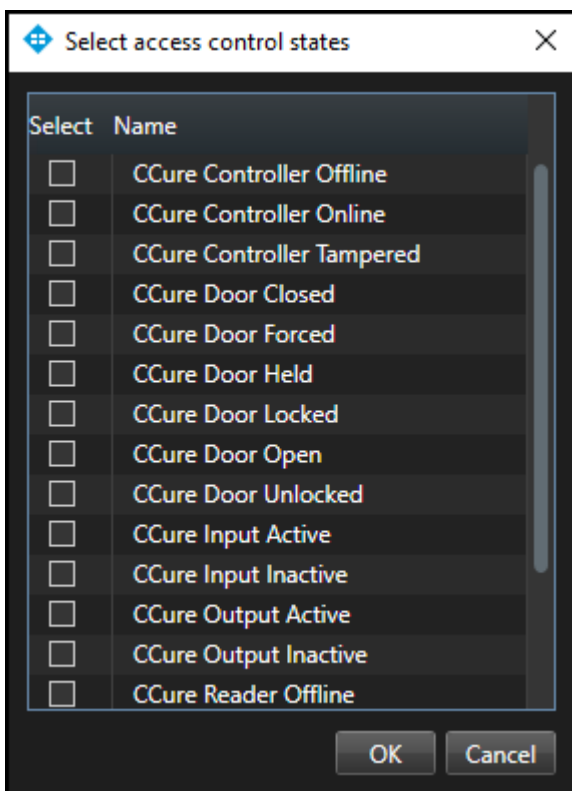 Select access control states
Select Name
CCure Controller Offline
CCure Controller Online
CCure Controller Tampered
CCure Door Closed
CCure Door Forced
CCure Door Held
CCure Door Locked
CCure Door Open
CCure Door Unlocked
CCure Input Active
CCure Input Inactive
CCure Output Active
CCure Output Inactive
CCure Reader Offline
OK Cancel